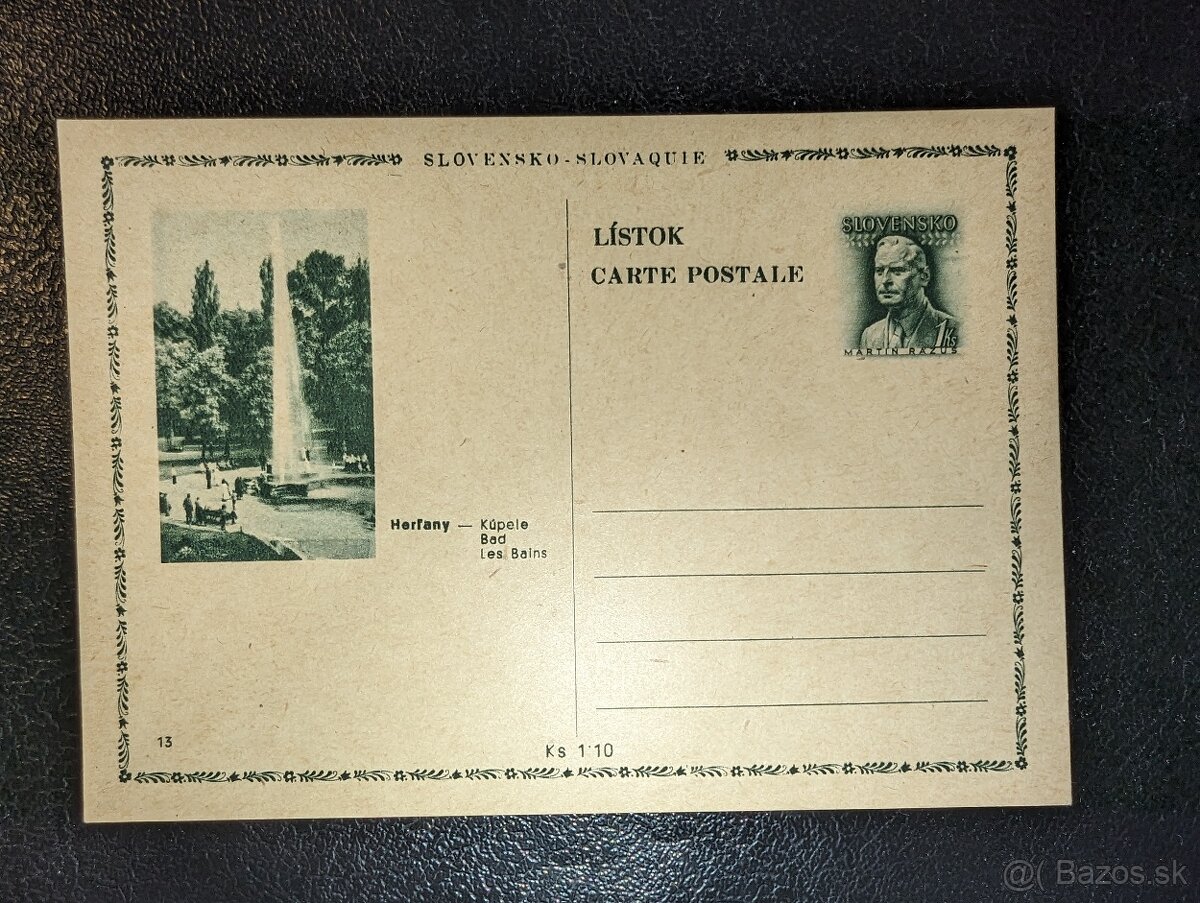 SLOVENSKO - SLOVAQUIE
LÍSTOK
CARTE POSTALE
SLOVENSKO
1 Ks
MARTIN RÁZUS
Herľany — Kúpele
Bad
Les Bains
13
Ks 1·10
@( Bazos.sk